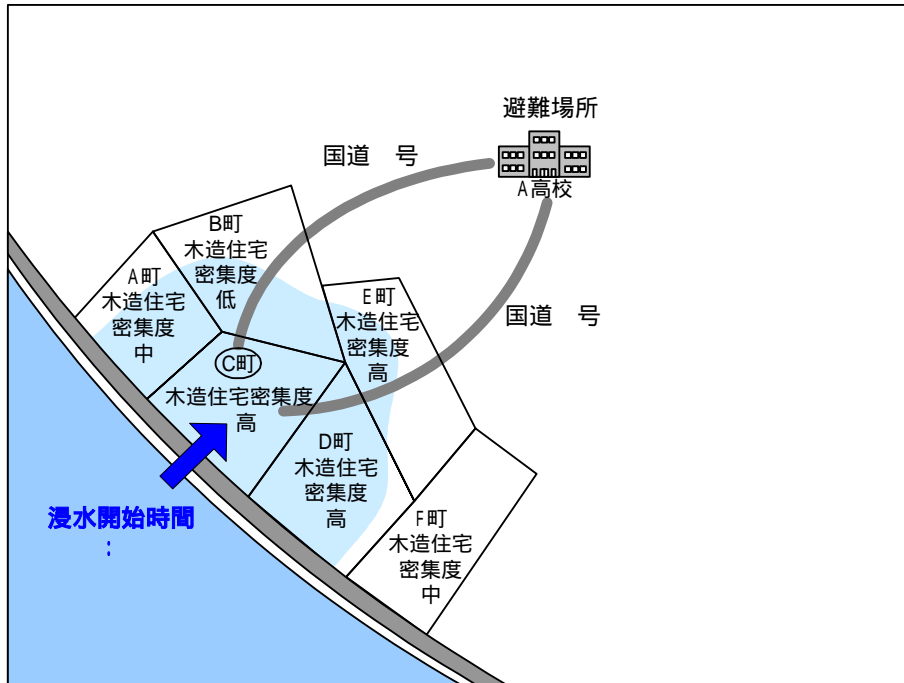 避難場所
A高校
国道　号
国道　号
B町
木造住宅
密集度
低
A町
木造住宅
密集度
中
E町
木造住宅
密集度
高
C町
木造住宅密集度
高
D町
木造住宅
密集度
高
F町
木造住宅
密集度
中
浸水開始時間
：